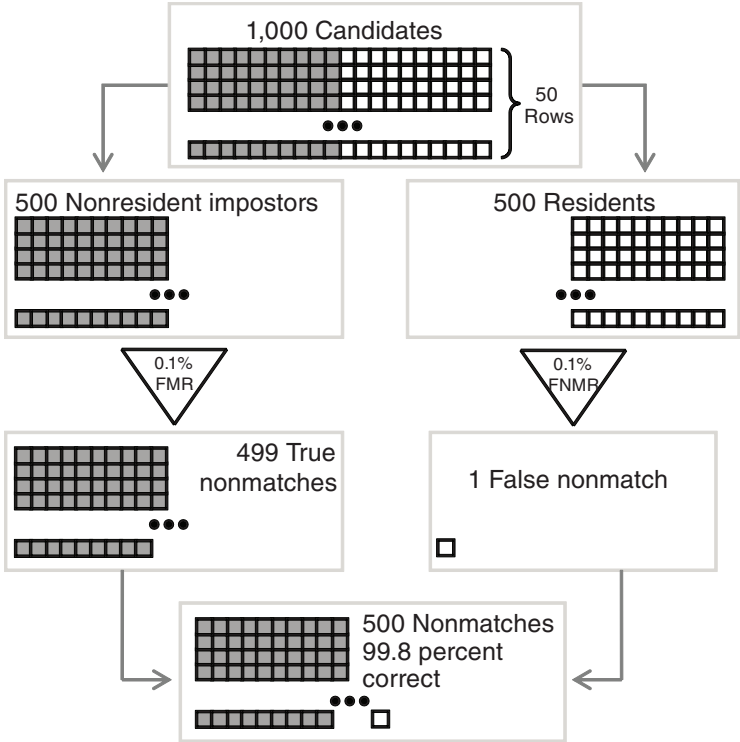 1,000 Candidates
50
Rows
500 Nonresident impostors
500 Residents
0.1%
FMR
0.1%
FNMR
499 True
nonmatches
1 False nonmatch
500 Nonmatches
99.8 percent
correct